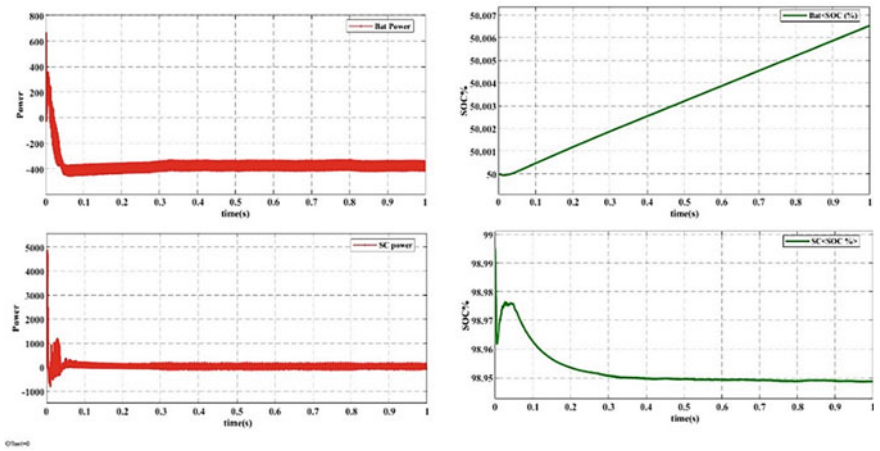 800
600
400
200
0
-200
-400
Power
Bat Power
0 0.1 0.2 0.3 0.4 0.5 0.6 0.7 0.8 0.9 1
time(s)
50,007
50,006
50,003
50,002
50,001
50
SOC%
Bat<SOC (%)
0 0.1 0.2 0.3 0.4 0.5 0.6 0.7 0.8 0.9 1
time(s)
5000
4000
3000
2000
1000
0
-1000
Power
SC power
0 0.1 0.2 0.3 0.4 0.5 0.6 0.7 0.8 0.9 1
time(s)
99
98.99
98.98
98.97
98.96
98.95
SOC%
SC<SOC %>
0 0.1 0.2 0.3 0.4 0.5 0.6 0.7 0.8 0.9 1
time(s)
Offset=0